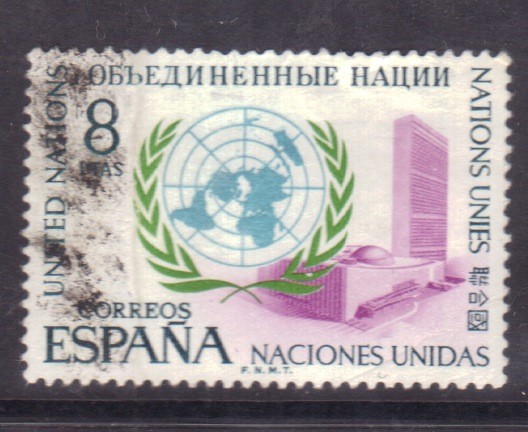 ОБЪЕДИНЕННЫЕ НАЦИИ
UNITED NATIONS
8
PTAS
NATIONS UNIES 聯合國
CORREOS
ESPAÑA
NACIONES UNIDAS
F.N.M.T.